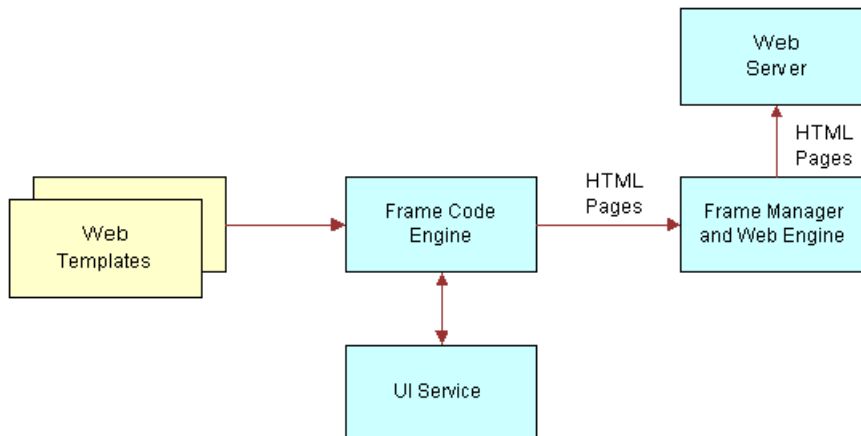 Web
Server
HTML
Pages
HTML
Pages
Web
Templates
Frame Code
Engine
Frame Manager
and Web Engine
UI Service